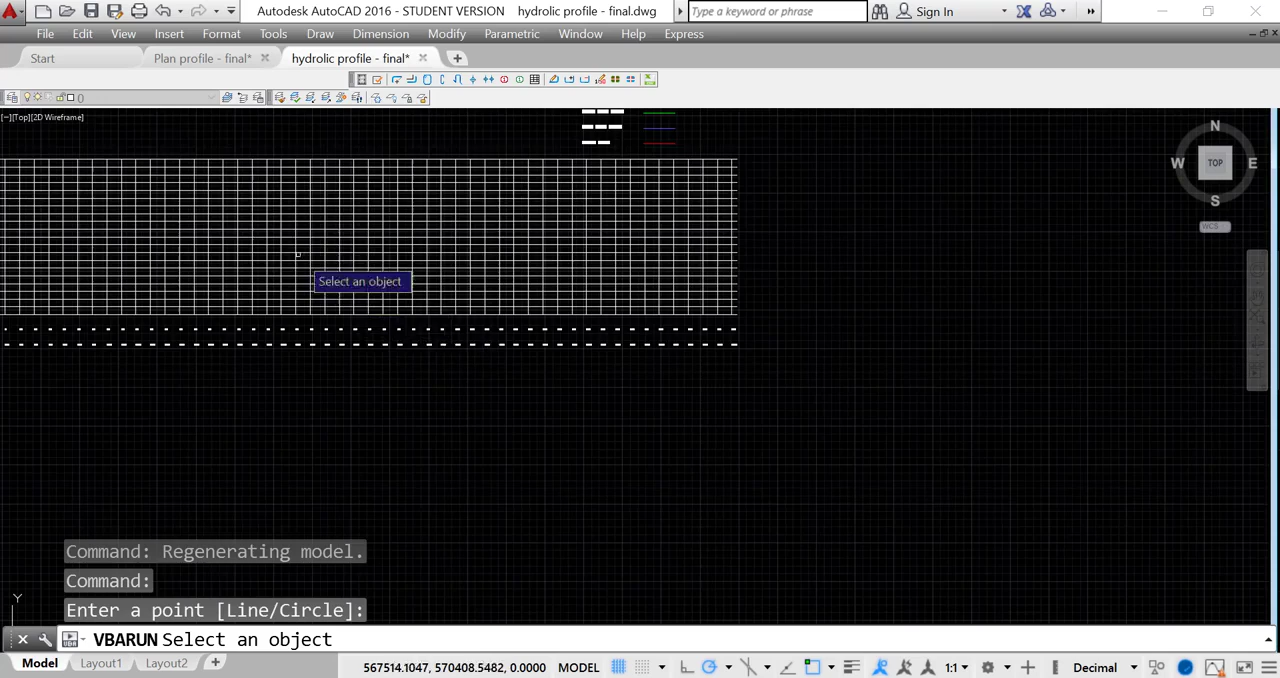 Autodesk AutoCAD 2016 - STUDENT VERSION hydrolic profile - final.dwg
Type a keyword or phrase
Sign In
File Edit View Insert Format Tools Draw Dimension Modify Parametric Window Help Express
Start Plan profile - final* hydrolic profile - final*
0
[−][Top][2D Wireframe]
N
W TOP E
S
WCS
Select an object
Command: Regenerating model.
Command:
Enter a point [Line/Circle]:
Y
VBARUN Select an object
Model Layout1 Layout2 567514.1047, 570408.5482, 0.0000 MODEL 1:1 Decimal